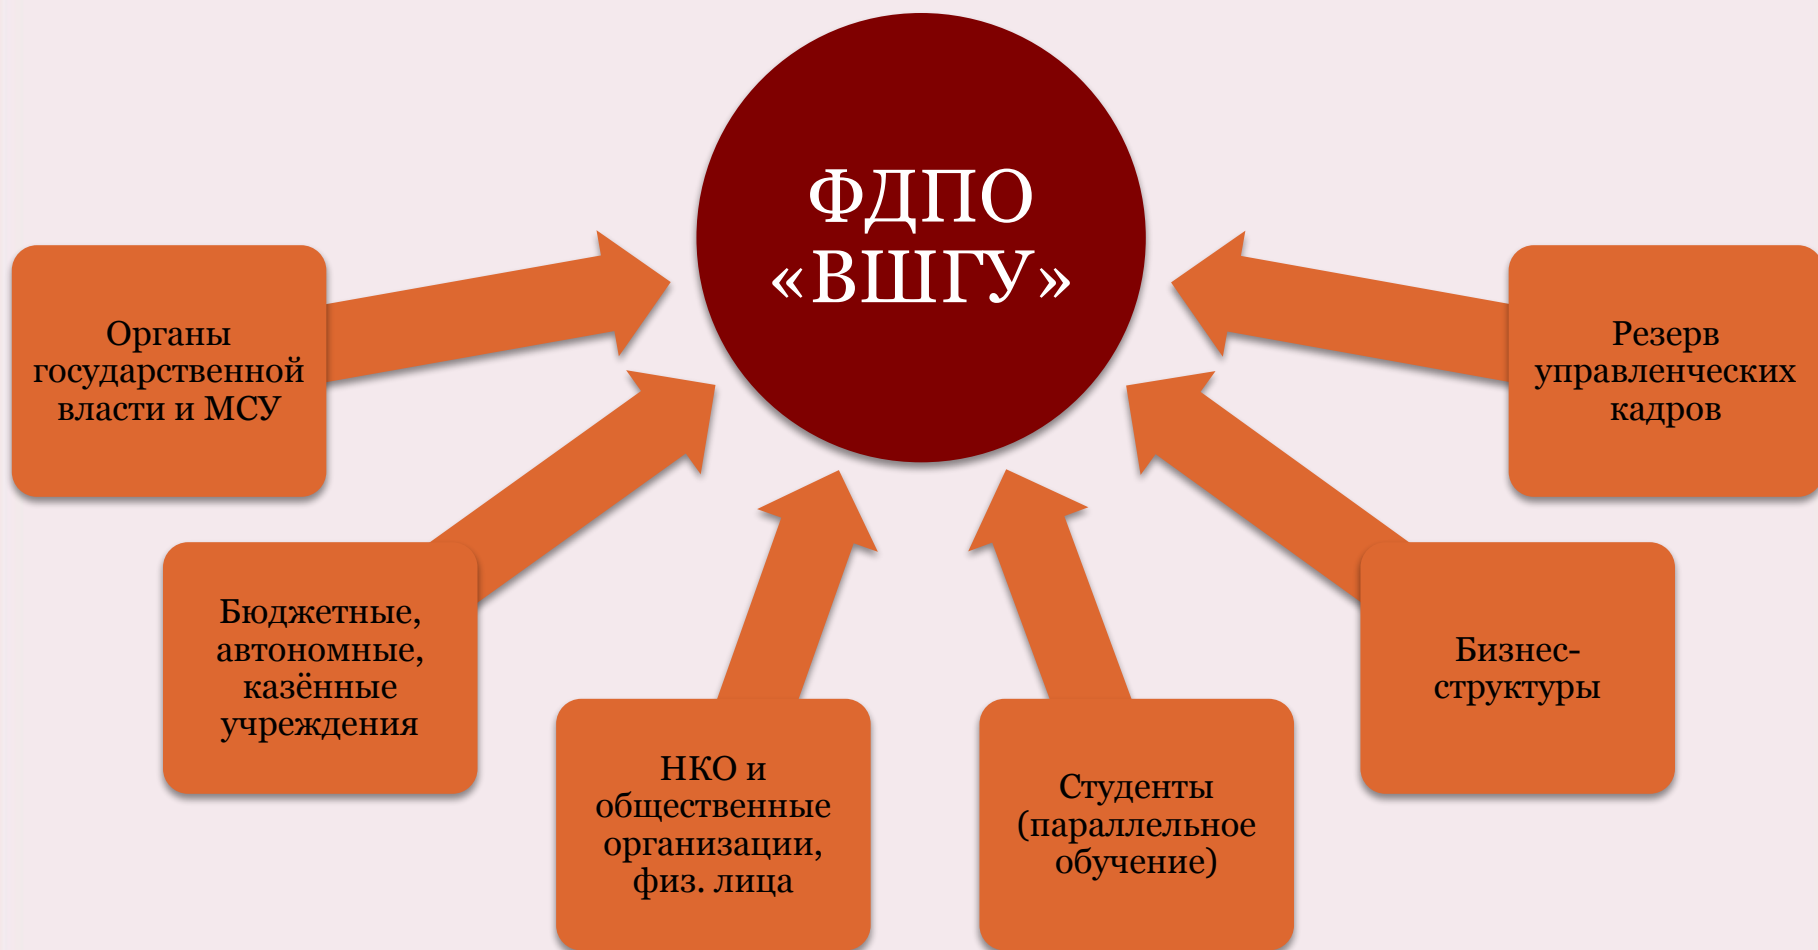 ФДПО
«ВШГУ»
Органы
государственной
власти и МСУ
Бюджетные,
автономные,
казённые
учреждения
НКО и
общественные
организации,
физ. лица
Студенты
(параллельное
обучение)
Бизнес-
структуры
Резерв
управленческих
кадров